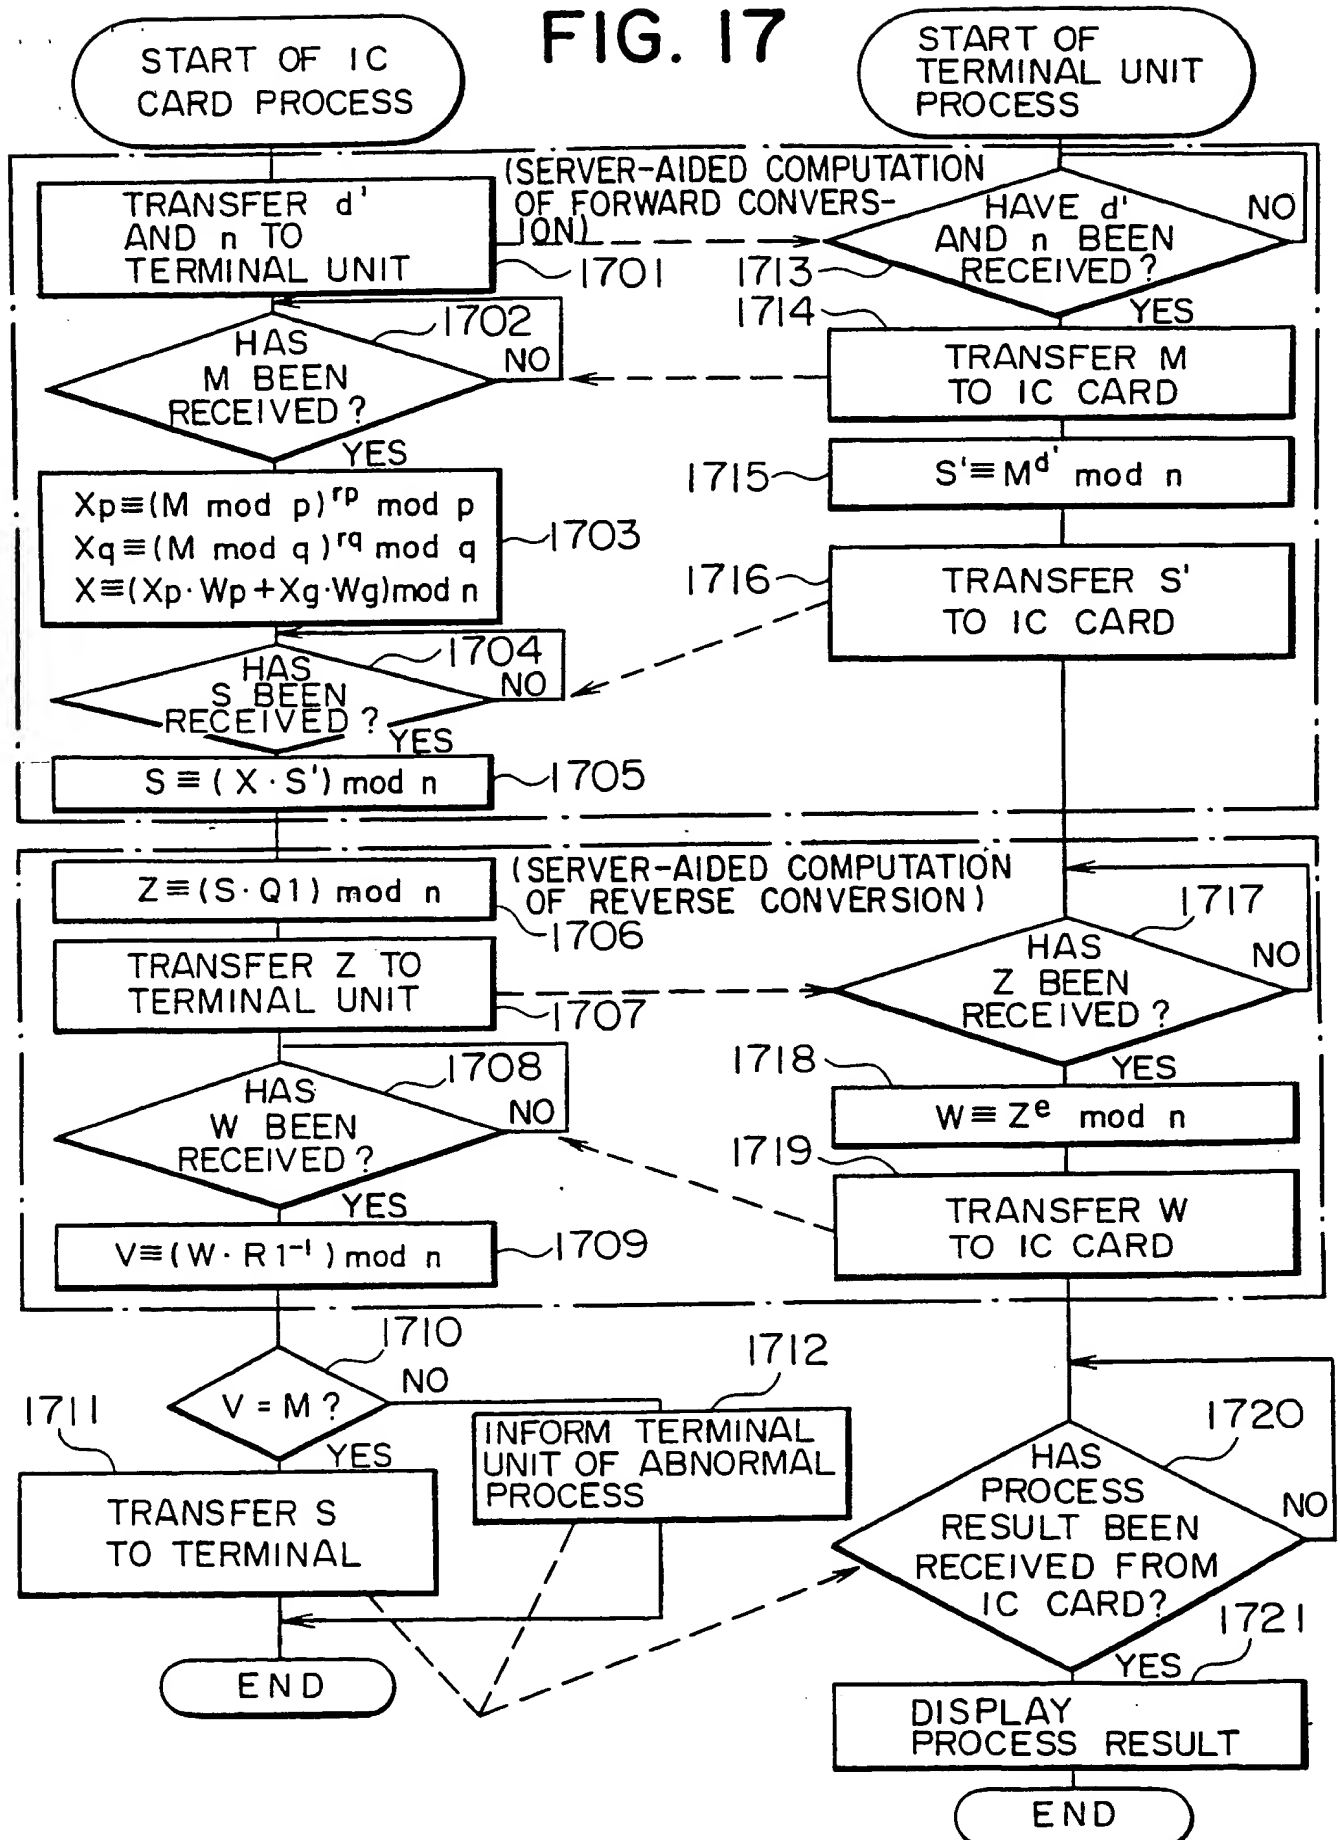 FIG. 17
START OF IC
CARD PROCESS
(SERVER-AIDED COMPUTATION
OF FORWARD CONVERS-
ION)
TRANSFER d'
AND n TO
TERMINAL UNIT
1701
HAS
M BEEN
RECEIVED?
1702
NO
YES
Xp≡(M mod p)^rp mod p
Xq≡(M mod q)^rq mod q
X≡(Xp·Wp+Xg·Wg)mod n
1703
HAS
S BEEN
RECEIVED?
1704
NO
YES
S≡(X·S') mod n
1705
(SERVER-AIDED COMPUTATION
OF REVERSE CONVERSION)
Z≡(S·Q1) mod n
1706
TRANSFER Z TO
TERMINAL UNIT
1707
HAS
W BEEN
RECEIVED?
1708
NO
YES
V≡(W·R1⁻¹) mod n
1709
V=M?
1710
NO
YES
1711
TRANSFER S
TO TERMINAL
1712
INFORM TERMINAL
UNIT OF ABNORMAL
PROCESS
END
START OF
TERMINAL UNIT
PROCESS
HAVE d'
AND n BEEN
RECEIVED?
NO
1713
YES
1714
TRANSFER M
TO IC CARD
1715
S'≡M^d' mod n
1716
TRANSFER S'
TO IC CARD
1717
HAS
Z BEEN
RECEIVED?
NO
YES
1718
W≡Z^e mod n
1719
TRANSFER W
TO IC CARD
1720
HAS
PROCESS
RESULT BEEN
RECEIVED FROM
IC CARD?
NO
YES
1721
DISPLAY
PROCESS RESULT
END